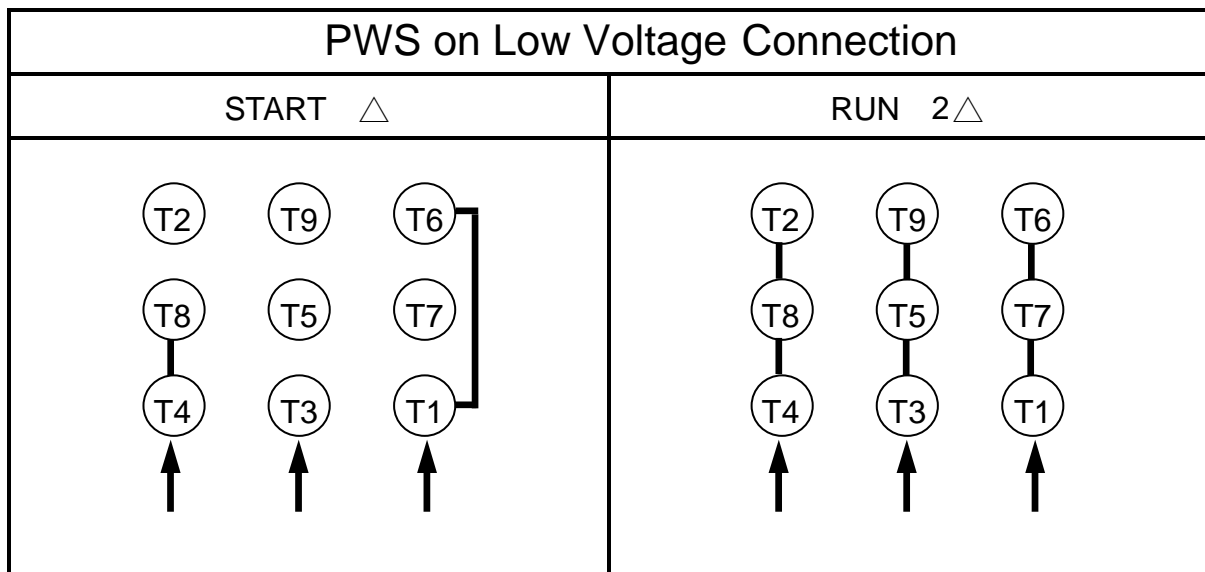 PWS on Low Voltage Connection
START △ RUN 2△
T2 T9 T6 T2 T9 T6
T8 T5 T7 T8 T5 T7
T4 T3 T1 T4 T3 T1